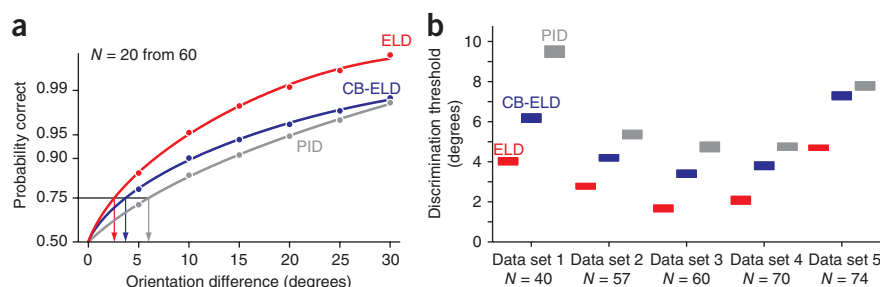 a
N = 20 from 60
ELD
CB-ELD
PID
Probability correct
0.99
0.95
0.90
0.75
0.50
0 5 10 15 20 25 30
Orientation difference (degrees)
b
Discrimination threshold
(degrees)
10
8
6
4
2
0
PID
CB-ELD
ELD
Data set 1 Data set 2 Data set 3 Data set 4 Data set 5
N = 40 N = 57 N = 60 N = 70 N = 74